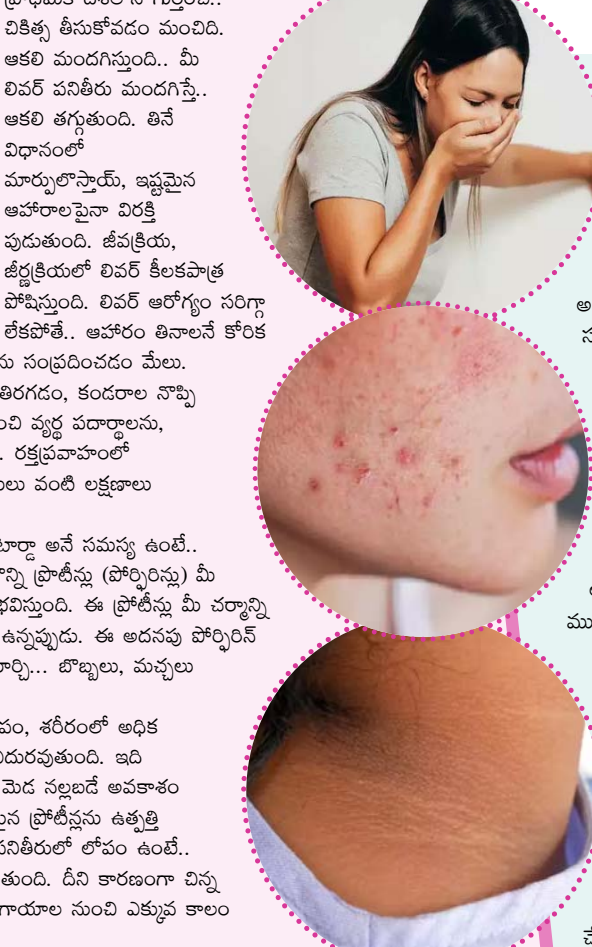 చికిత్స తీసుకోవడం మంచిది.
ఆకలి మందగిస్తుంది.. మీ
లివర్ పనితీరు మందగిస్తే..
ఆకలి తగ్గుతుంది. తినే
విధానంలో
మార్పులొస్తాయ్, ఇష్టమైన
ఆహారాలపైనా విరక్తి
పుడుతుంది. జీవక్రియ,
జీర్ణక్రియలో లివర్ కీలకపాత్ర
పోషిస్తుంది. లివర్ ఆరోగ్యం సరిగ్గా
లేకపోతే.. ఆహారం తినాలనే కోరిక
ను సంప్రదించడం మేలు.
తిరగడం, కండరాల నొప్పి
ంచి వ్యర్థ పదార్థాలను,
. రక్తప్రవాహంలో
లు వంటి లక్షణాలు
టార్డా అనే సమస్య ఉంటే..
న్ని ప్రొటీన్లు (పోర్ఫిరిన్లు) మీ
భవిస్తుంది. ఈ ప్రోటీన్లు మీ చర్మాన్ని
ఉన్నప్పుడు. ఈ అదనపు పోర్ఫిరిన్
ార్చి... బొబ్బలు, మచ్చలు
పం, శరీరంలో అధిక
ఎదురవుతుంది. ఇది
మెడ నల్లబడే అవకాశం
మైన ప్రోటీన్లను ఉత్పత్తి
పనితీరులో లోపం ఉంటే..
తుంది. దీని కారణంగా చిన్న
గాయాల నుంచి ఎక్కువ కాలం
అ
స
ము
చే